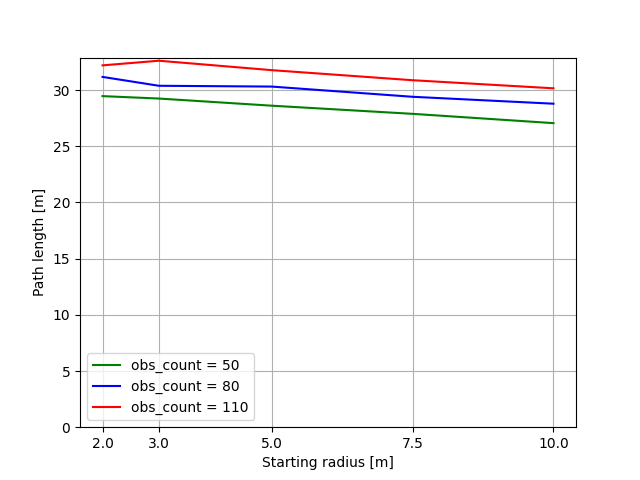 30
25
20
15
10
5
0
Path length [m]
obs_count = 50
obs_count = 80
obs_count = 110
2.0 3.0 5.0 7.5 10.0
Starting radius [m]